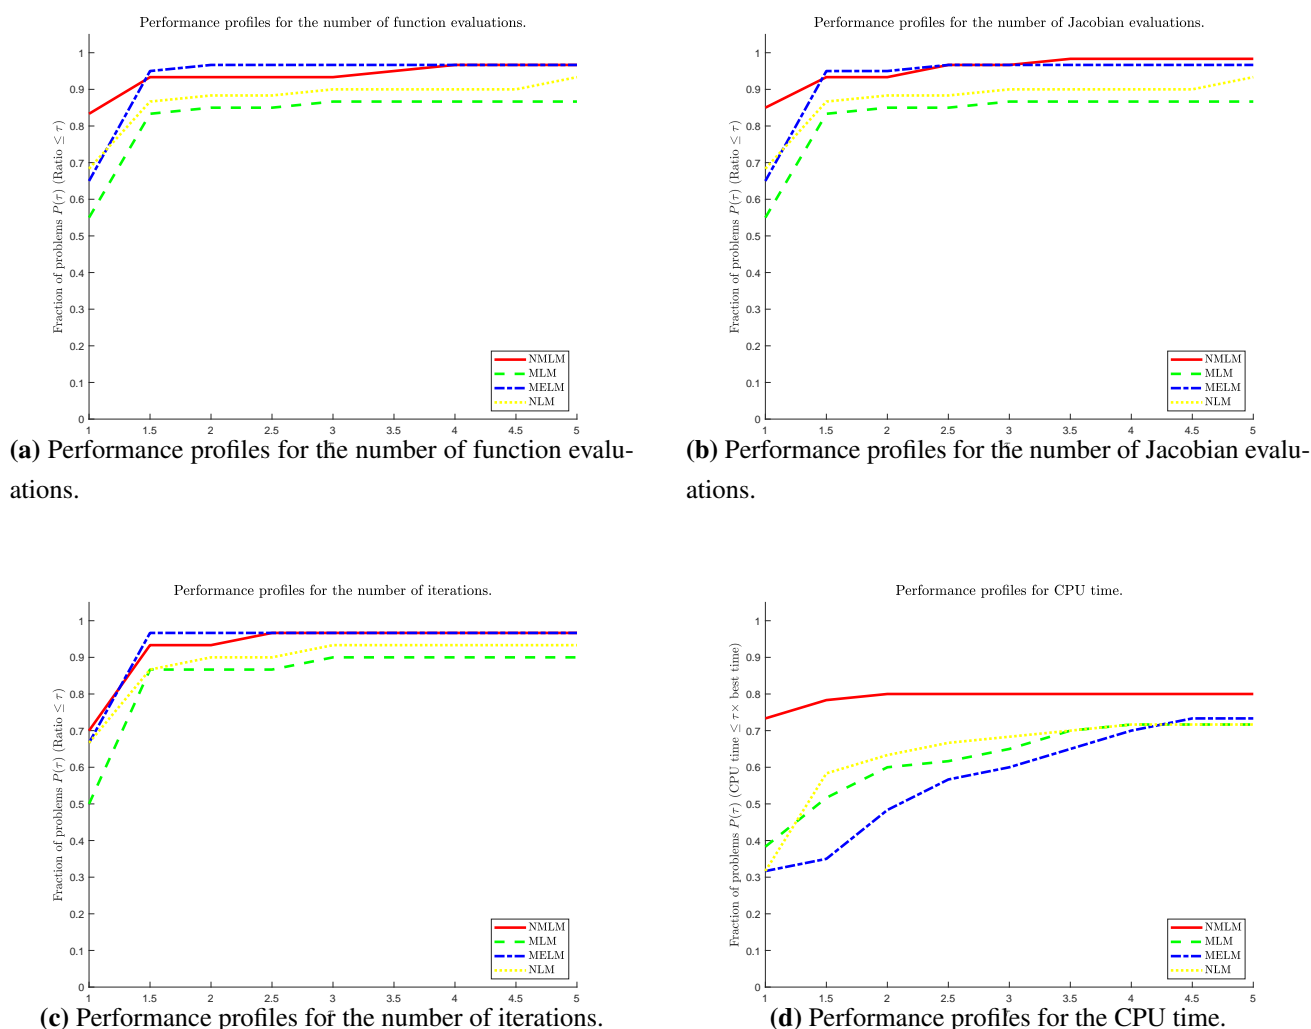 Performance profiles for the number of function evaluations.
Fraction of problems P(τ) (Ratio ≤ τ)
1
0.9
0.8
0.7
0.6
0.5
0.4
0.3
0.2
0.1
0
1 1.5 2 2.5 3 3.5 4 4.5 5
NMLM
MLM
MELM
NLM
(a) Performance profiles for the number of function evalu-
ations.
Performance profiles for the number of Jacobian evaluations.
Fraction of problems P(τ) (Ratio ≤ τ)
1
0.9
0.8
0.7
0.6
0.5
0.4
0.3
0.2
0.1
0
1 1.5 2 2.5 3 3.5 4 4.5 5
NMLM
MLM
MELM
NLM
(b) Performance profiles for the number of Jacobian evalu-
ations.
Performance profiles for the number of iterations.
Fraction of problems P(τ) (Ratio ≤ τ)
1
0.9
0.8
0.7
0.6
0.5
0.4
0.3
0.2
0.1
0
1 1.5 2 2.5 3 3.5 4 4.5 5
NMLM
MLM
MELM
NLM
(c) Performance profiles for the number of iterations.
Performance profiles for CPU time.
Fraction of problems P(τ) (CPU time ≤ τ× best time)
1
0.9
0.8
0.7
0.6
0.5
0.4
0.3
0.2
0.1
0
1 1.5 2 2.5 3 3.5 4 4.5 5
NMLM
MLM
MELM
NLM
(d) Performance profiles for the CPU time.